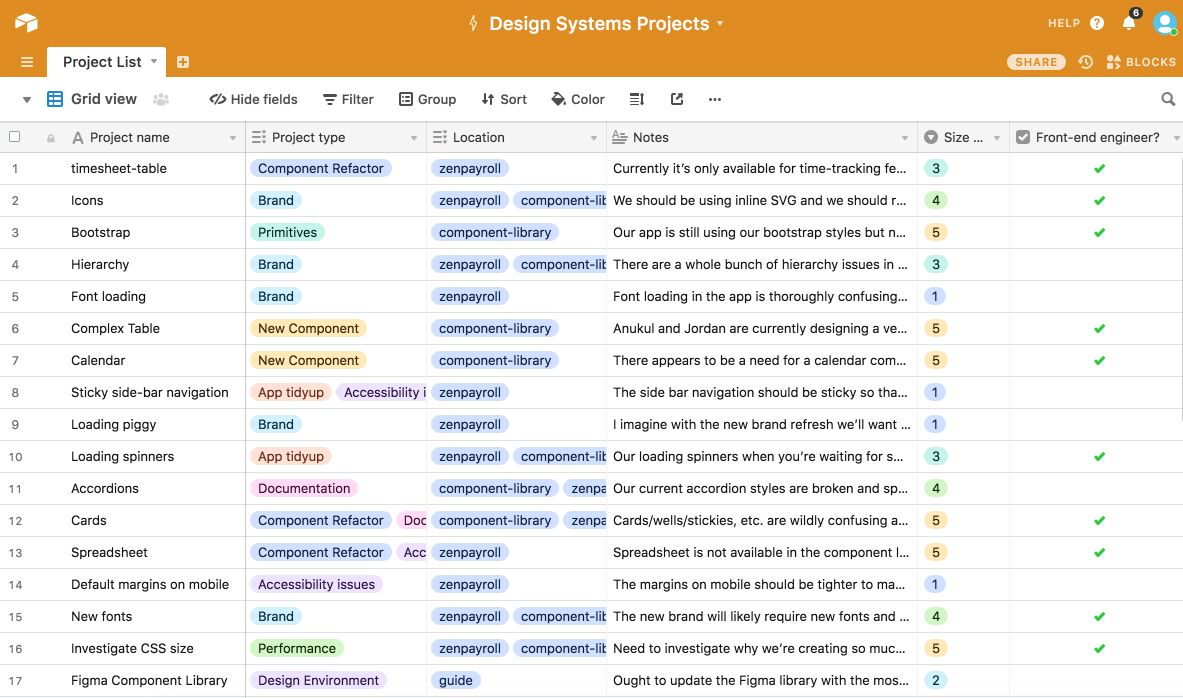 Design Systems Projects
HELP ? 6
Project List
SHARE BLOCKS
Grid view Hide fields Filter Group Sort Color
A Project name Project type Location Notes Size ... Front-end engineer?
1 timesheet-table Component Refactor zenpayroll Currently it’s only available for time-tracking fe... 3
2 Icons Brand zenpayroll component-lib We should be using inline SVG and we should r... 4
3 Bootstrap Primitives component-library Our app is still using our bootstrap styles but n... 5
4 Hierarchy Brand zenpayroll component-lib There are a whole bunch of hierarchy issues in ... 3
5 Font loading Brand zenpayroll Font loading in the app is thoroughly confusing... 1
6 Complex Table New Component component-library Anukul and Jordan are currently designing a ve... 5
7 Calendar New Component component-library There appears to be a need for a calendar com... 5
8 Sticky side-bar navigation App tidyup Accessibility i zenpayroll The side bar navigation should be sticky so tha... 1
9 Loading piggy Brand zenpayroll I imagine with the new brand refresh we’ll want ... 1
10 Loading spinners App tidyup zenpayroll component-lib Our loading spinners when you’re waiting for s... 3
11 Accordions Documentation component-library zenpa Our current accordion styles are broken and sp... 4
12 Cards Component Refactor Doc component-library zenpa Cards/wells/stickies, etc. are wildly confusing a... 5
13 Spreadsheet Component Refactor Acc zenpayroll Spreadsheet is not available in the component l... 5
14 Default margins on mobile Accessibility issues zenpayroll The margins on mobile should be tighter to ma... 1
15 New fonts Brand zenpayroll component-lib The new brand will likely require new fonts and ... 4
16 Investigate CSS size Performance zenpayroll component-lib Need to investigate why we’re creating so muc... 5
17 Figma Component Library Design Environment guide Ought to update the Figma library with the mos... 2